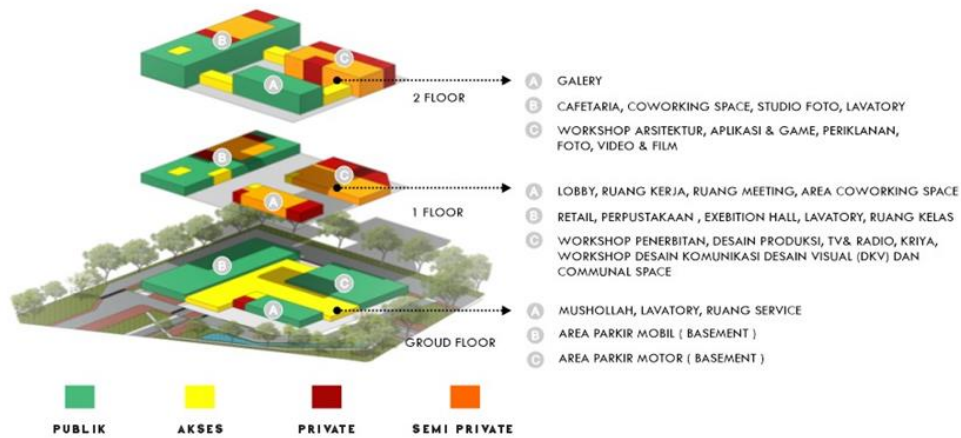 B
C
A
2 FLOOR
A GALERY
B CAFETARIA, COWORKING SPACE, STUDIO FOTO, LAVATORY
C WORKSHOP ARSITEKTUR, APLIKASI & GAME, PERIKLANAN,
FOTO, VIDEO & FILM
B
C
A
1 FLOOR
A LOBBY, RUANG KERJA, RUANG MEETING, AREA COWORKING SPACE
B RETAIL, PERPUSTAKAAN , EXEBITION HALL, LAVATORY, RUANG KELAS
C WORKSHOP PENERBITAN, DESAIN PRODUKSI, TV& RADIO, KRIYA,
WORKSHOP DESAIN KOMUNIKASI DESAIN VISUAL (DKV) DAN
COMMUNAL SPACE
B
C
A
GROUD FLOOR
A MUSHOLLAH, LAVATORY, RUANG SERVICE
B AREA PARKIR MOBIL ( BASEMENT )
C AREA PARKIR MOTOR ( BASEMENT )
PUBLIK AKSES PRIVATE SEMI PRIVATE